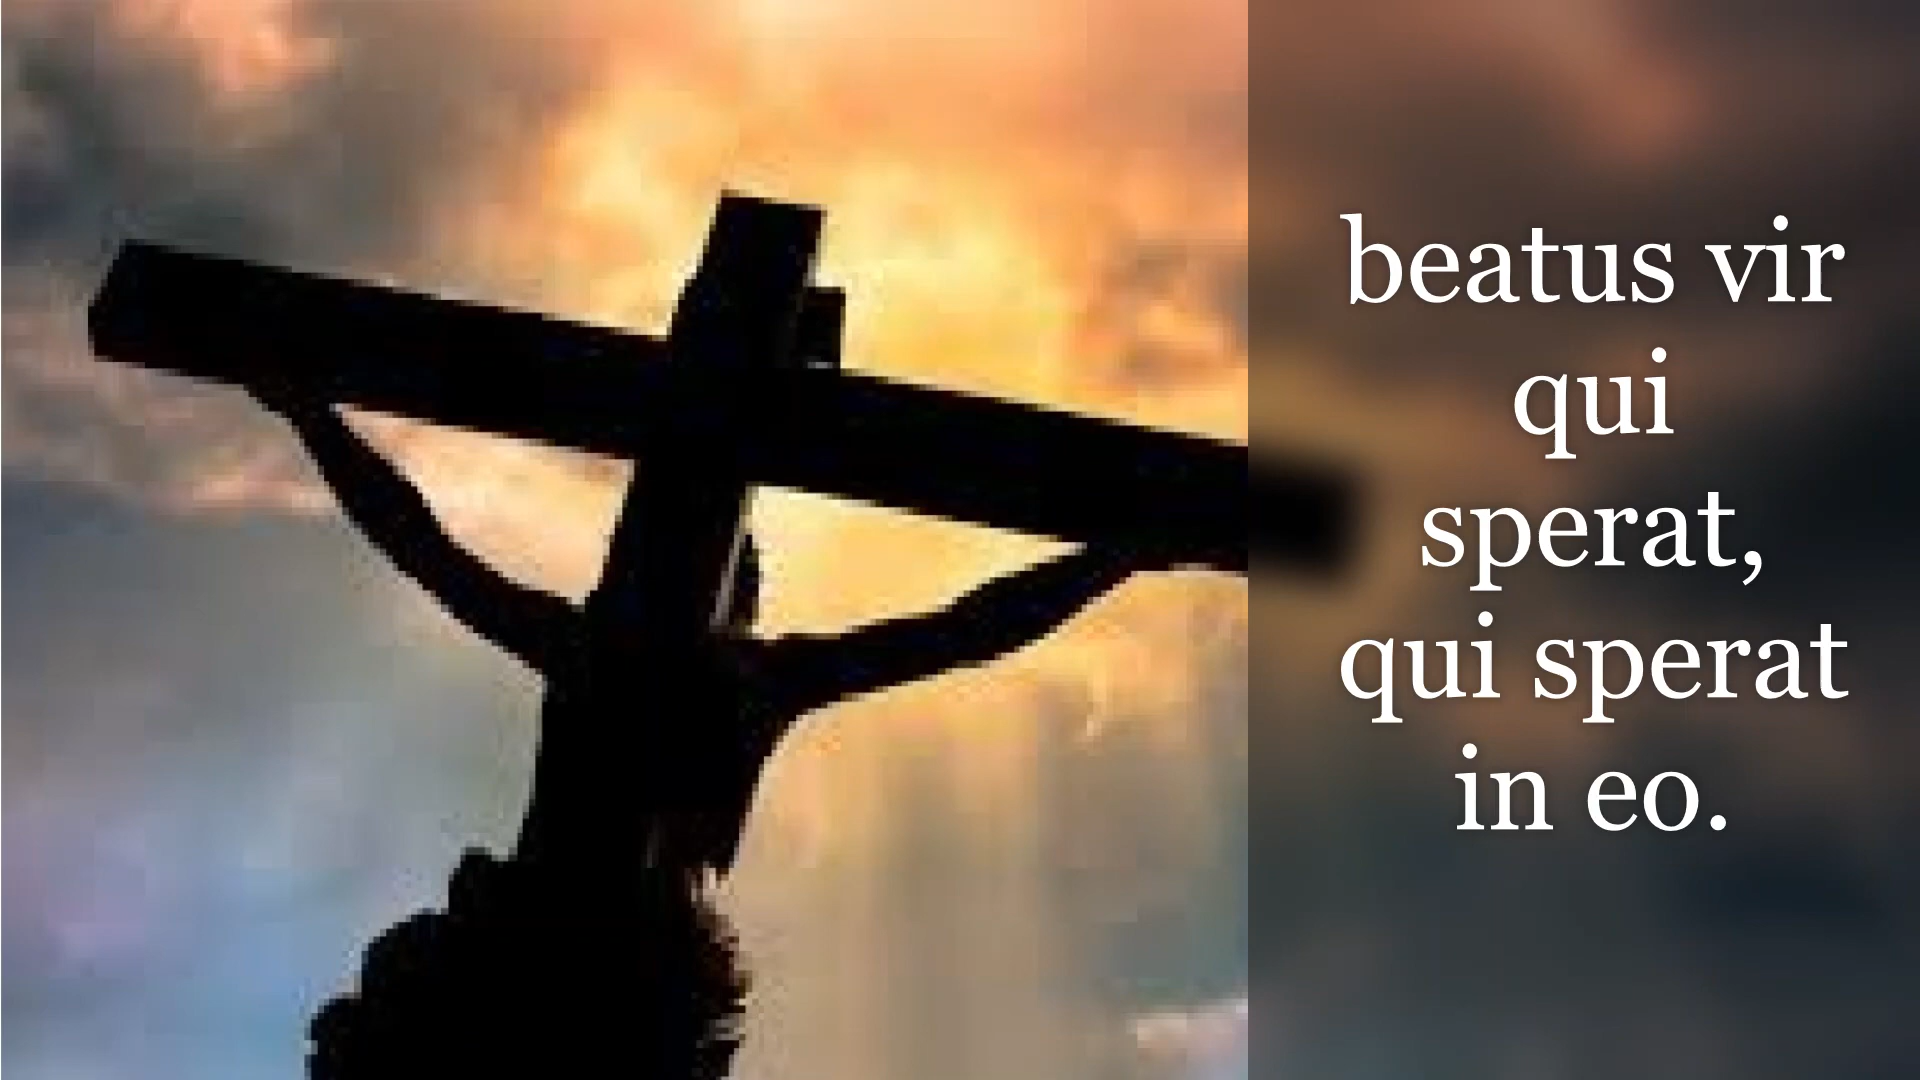 beatus vir
qui
sperat,
qui sperat
in eo.